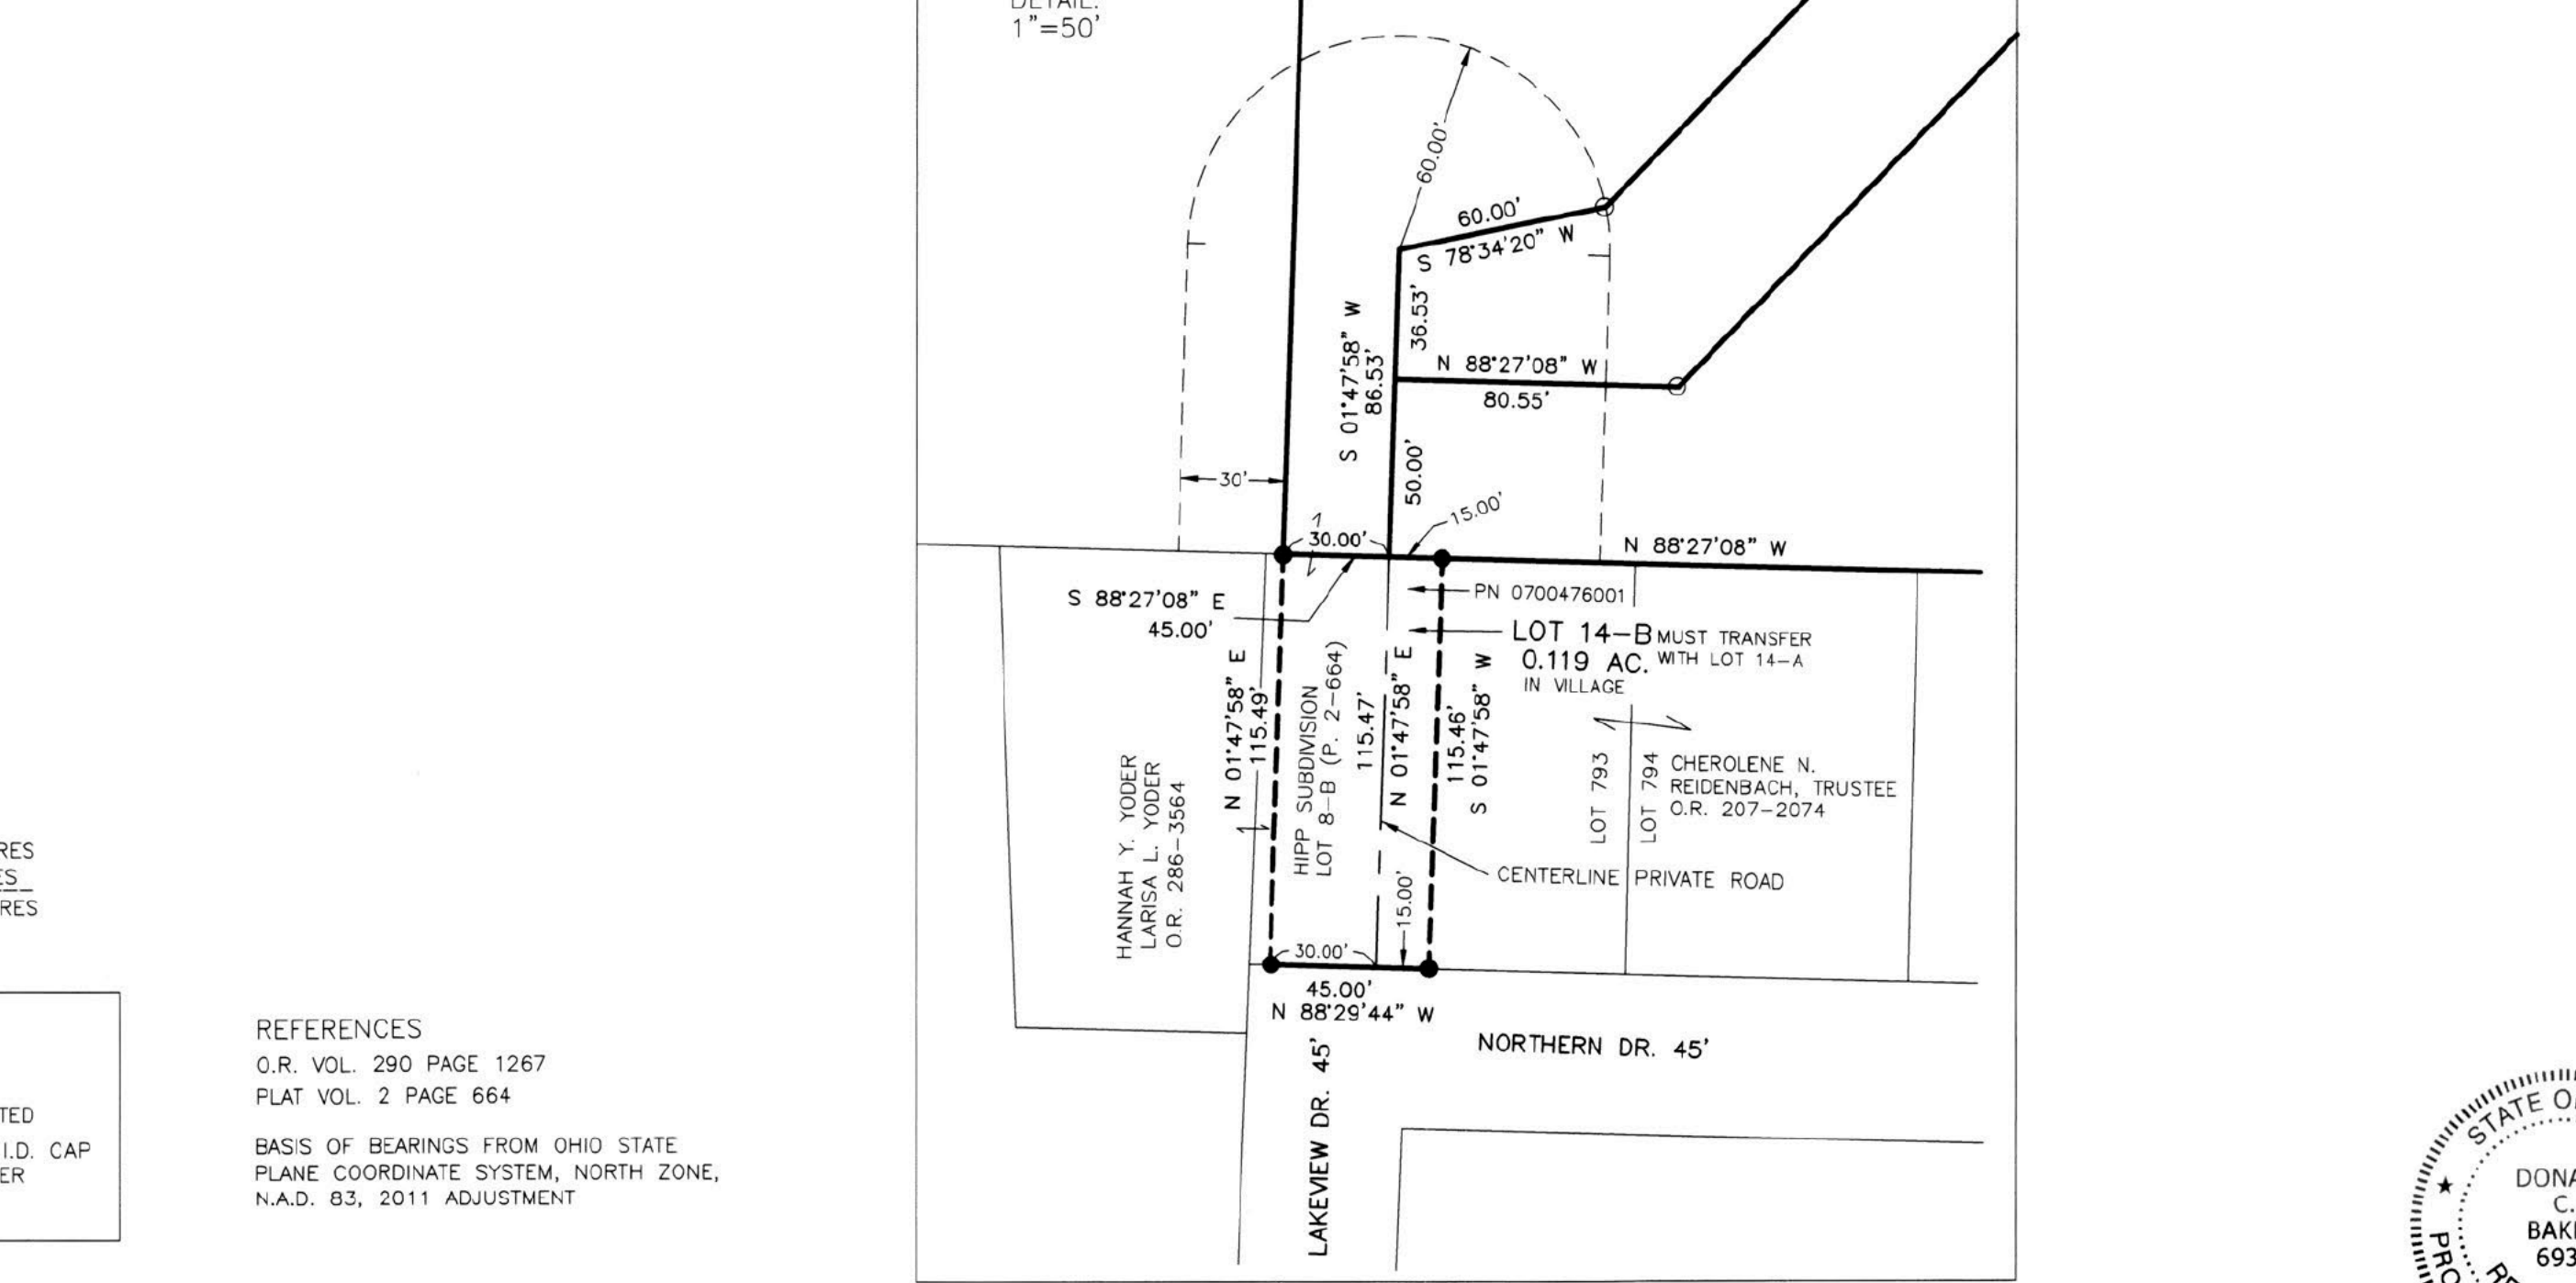 DETAIL:
1"=50'
60.00'
60.00'
S 78°34'20" W
36.53'
S 01°47'58" W
86.53'
N 88°27'08" W
80.55'
50.00'
30'
15.00'
30.00'
N 88°27'08" W
S 88°27'08" E
45.00'
PN 0700476001
LOT 14-B MUST TRANSFER
0.119 AC. WITH LOT 14-A
IN VILLAGE
N 01°47'58" E
115.49'
HIPP SUBDIVISION
LOT 8-B (P. 2-664)
115.47'
N 01°47'58" E
115.46'
S 01°47'58" W
HANNAH Y. YODER
LARISA L. YODER
O.R. 286-3564
LOT 793
LOT 794
CHEROLENE N.
REIDENBACH, TRUSTEE
O.R. 207-2074
CENTERLINE PRIVATE ROAD
15.00'
30.00'
45.00'
N 88°29'44" W
NORTHERN DR. 45'
LAKEVIEW DR. 45'
RES
ES
RES
TED
I.D. CAP
ER
REFERENCES
O.R. VOL. 290 PAGE 1267
PLAT VOL. 2 PAGE 664
BASIS OF BEARINGS FROM OHIO STATE
PLANE COORDINATE SYSTEM, NORTH ZONE,
N.A.D. 83, 2011 ADJUSTMENT
STATE O
DONA
C.
BAK
693
PRO
RE